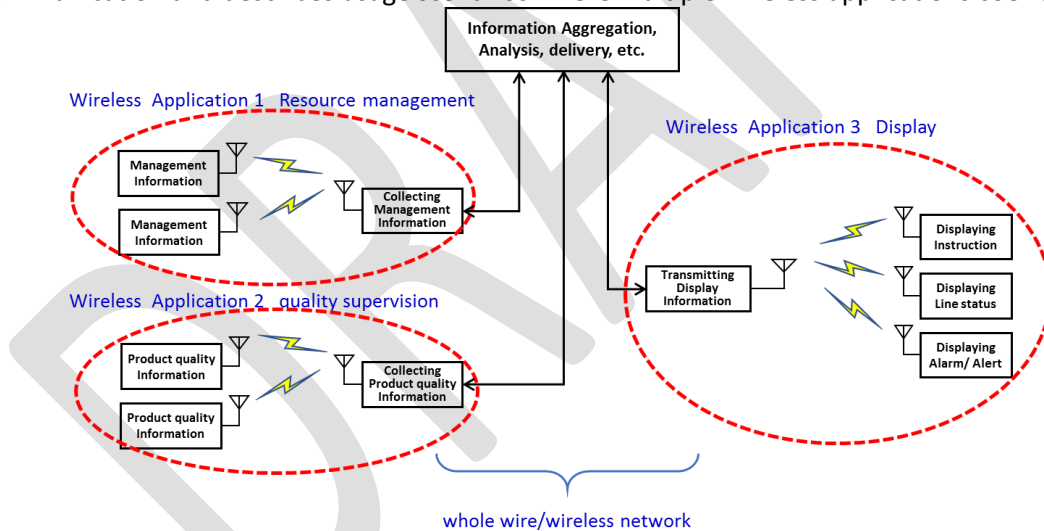 Information Aggregation,
Analysis, delivery, etc.
Wireless Application 1 Resource management
Management
Information
Management
Information
Collecting
Management
Information
Wireless Application 2 quality supervision
Product quality
Information
Product quality
Information
Collecting
Product quality
Information
Wireless Application 3 Display
Transmitting
Display
Information
Displaying
Instruction
Displaying
Line status
Displaying
Alarm/ Alert
whole wire/wireless network
DRA